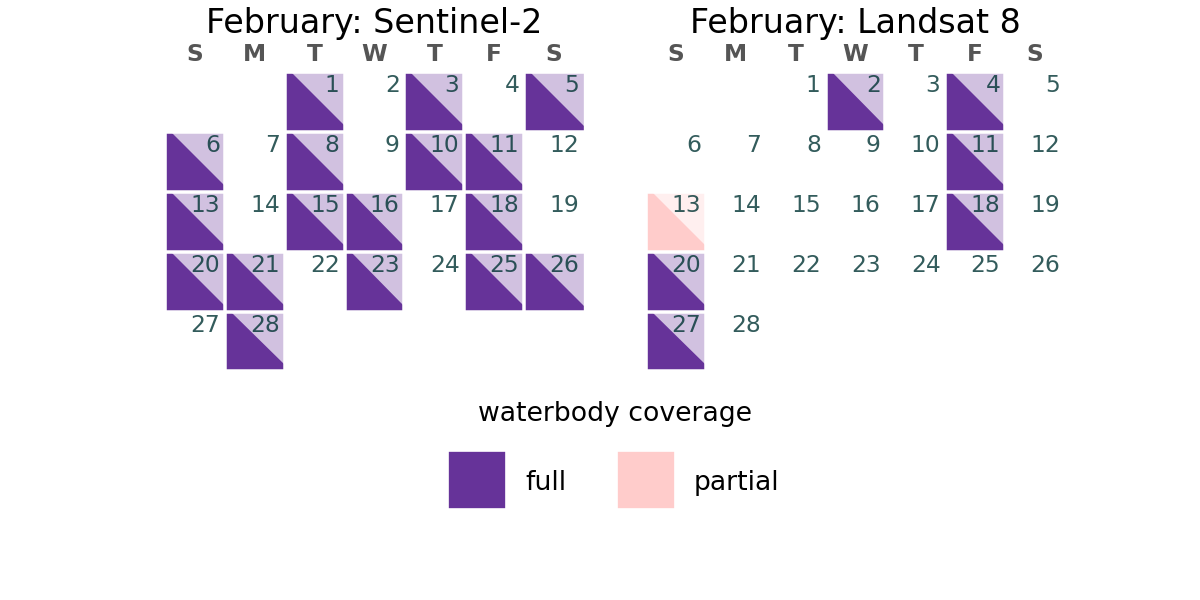 February: Sentinel-2
S M T W T F S
1 2 3 4 5
6 7 8 9 10 11 12
13 14 15 16 17 18 19
20 21 22 23 24 25 26
27 28
February: Landsat 8
S M T W T F S
1 2 3 4 5
6 7 8 9 10 11 12
13 14 15 16 17 18 19
20 21 22 23 24 25 26
27 28
waterbody coverage
full
partial